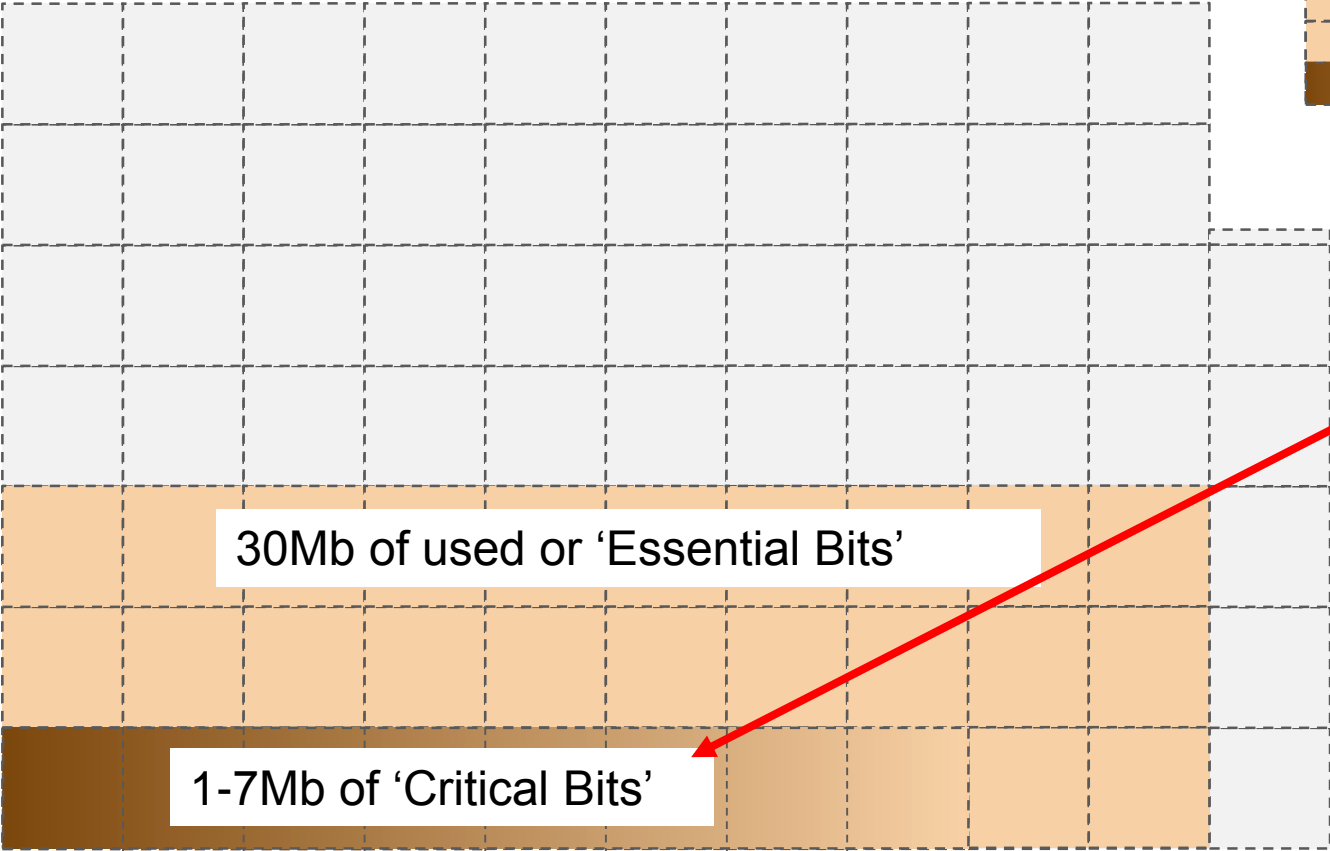 30Mb of used or ‘Essential Bits’
1-7Mb of ‘Critical Bits’